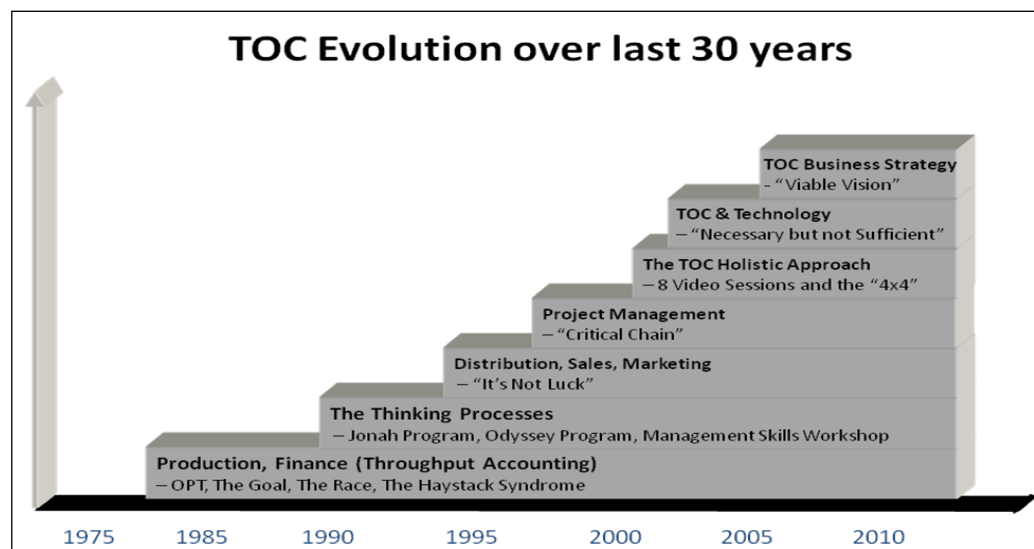 TOC Evolution over last 30 years
TOC Business Strategy
- “Viable Vision”
TOC & Technology
– “Necessary but not Sufficient”
The TOC Holistic Approach
– 8 Video Sessions and the “4x4”
Project Management
– “Critical Chain”
Distribution, Sales, Marketing
– “It’s Not Luck”
The Thinking Processes
– Jonah Program, Odyssey Program, Management Skills Workshop
Production, Finance (Throughput Accounting)
– OPT, The Goal, The Race, The Haystack Syndrome
1975 1985 1990 1995 2000 2005 2010